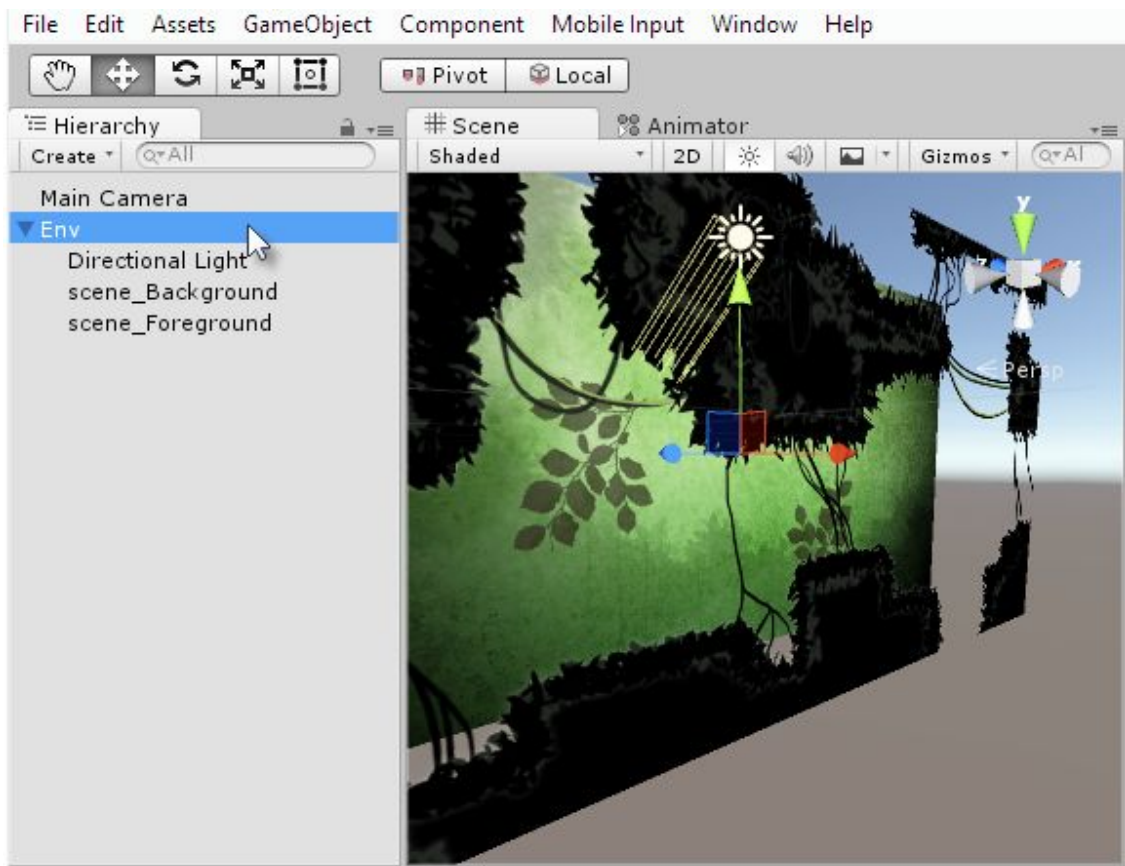 File Edit Assets GameObject Component Mobile Input Window Help
Pivot Local
Hierarchy
Create All
Main Camera
Env
Directional Light
scene_Background
scene_Foreground
Scene Animator
Shaded 2D Gizmos Al
y
z x
Persp